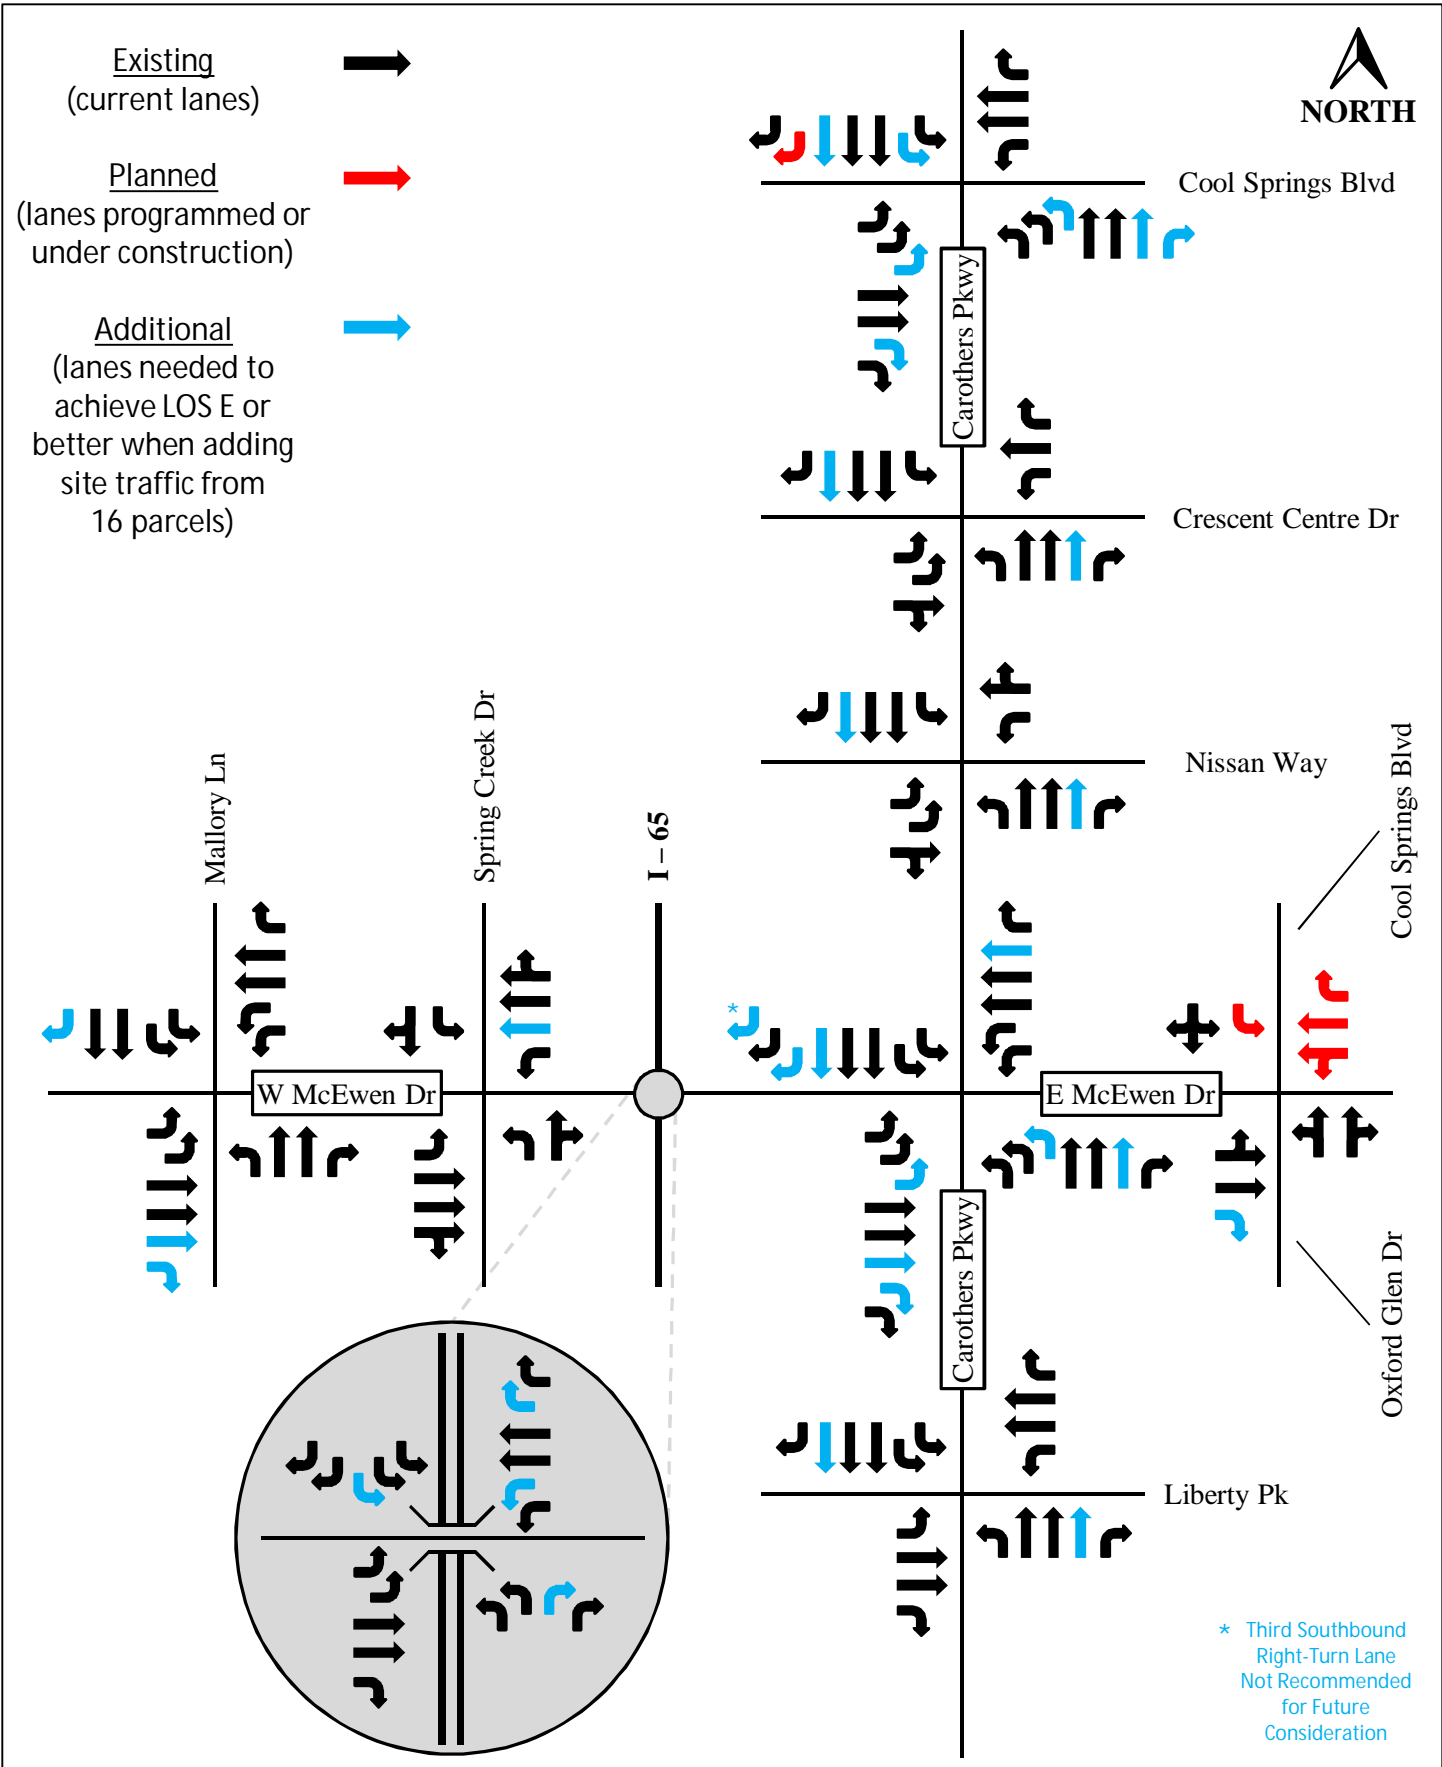 Existing
(current lanes)
Planned
(lanes programmed or
under construction)
Additional
(lanes needed to
achieve LOS E or
better when adding
site traffic from
16 parcels)
NORTH
Cool Springs Blvd
Carothers Pkwy
Crescent Centre Dr
Nissan Way
Mallory Ln
Spring Creek Dr
I – 65
Cool Springs Blvd
*
W McEwen Dr
E McEwen Dr
Carothers Pkwy
Oxford Glen Dr
Liberty Pk
* Third Southbound
Right-Turn Lane
Not Recommended
for Future
Consideration